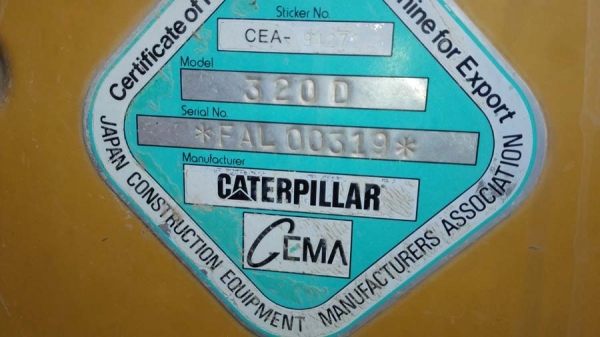 Certificate of
chine for Export
Sticker No.
CEA-
Model
320D
Serial No.
*FAL00319*
Manufacturer
CATERPILLAR
CEMA
JAPAN CONSTRUCTION EQUIPMENT MANUFACTURERS ASSOCIATION